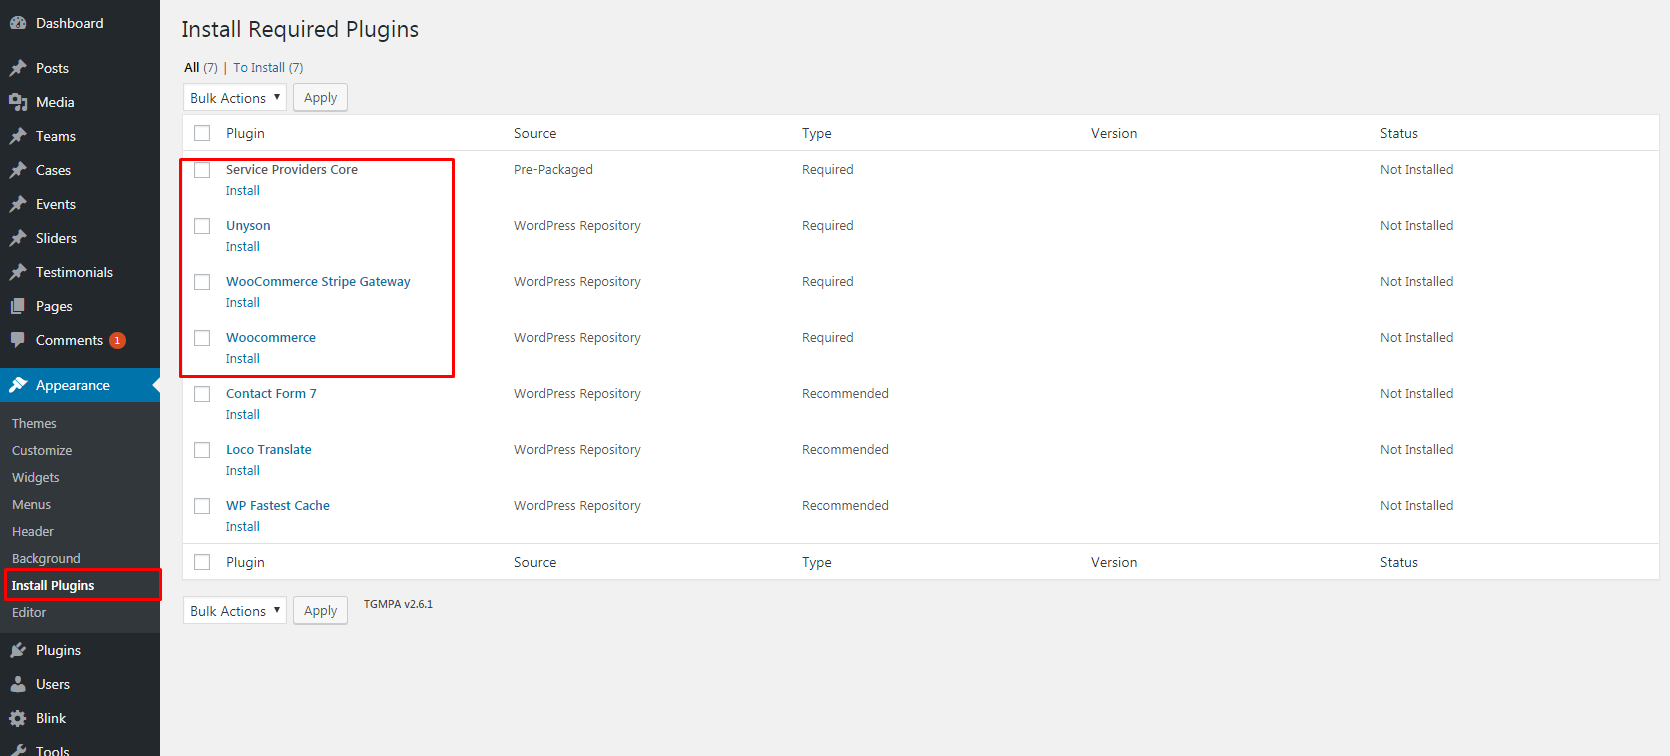 Dashboard
Posts
Media
Teams
Cases
Events
Sliders
Testimonials
Pages
Comments 1
Appearance
Themes
Customize
Widgets
Menus
Header
Background
Install Plugins
Editor
Plugins
Users
Blink
Tools
Install Required Plugins
All (7) | To Install (7)
Bulk Actions Apply
Plugin Source Type Version Status
Service Providers Core Pre-Packaged Required Not Installed
Install
Unyson WordPress Repository Required Not Installed
Install
WooCommerce Stripe Gateway WordPress Repository Required Not Installed
Install
Woocommerce WordPress Repository Required Not Installed
Install
Contact Form 7 WordPress Repository Recommended Not Installed
Install
Loco Translate WordPress Repository Recommended Not Installed
Install
WP Fastest Cache WordPress Repository Recommended Not Installed
Install
Plugin Source Type Version Status
Bulk Actions Apply TGMPA v2.6.1